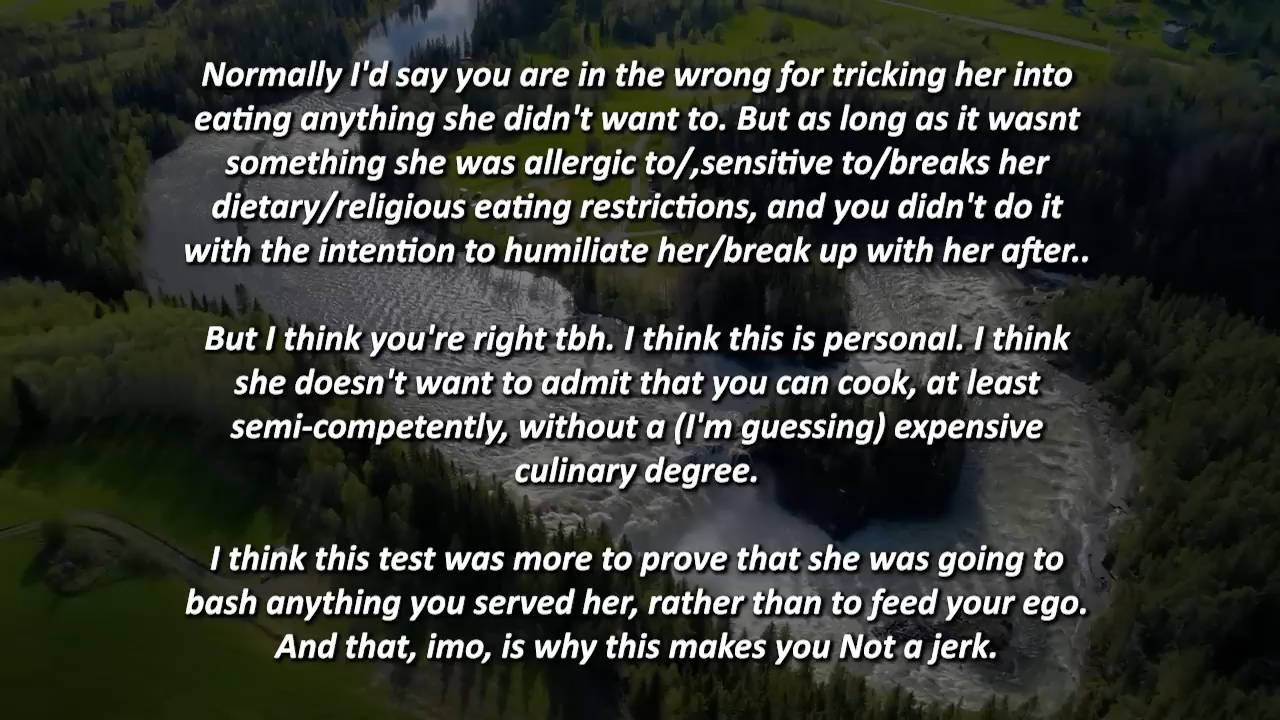 Normally I'd say you are in the wrong for tricking her into
eating anything she didn't want to. But as long as it wasnt
something she was allergic to/,sensitive to/breaks her
dietary/religious eating restrictions, and you didn't do it
with the intention to humiliate her/break up with her after..
But I think you're right tbh. I think this is personal. I think
she doesn't want to admit that you can cook, at least
semi-competently, without a (I'm guessing) expensive
culinary degree.
I think this test was more to prove that she was going to
bash anything you served her, rather than to feed your ego.
And that, imo, is why this makes you Not a jerk.